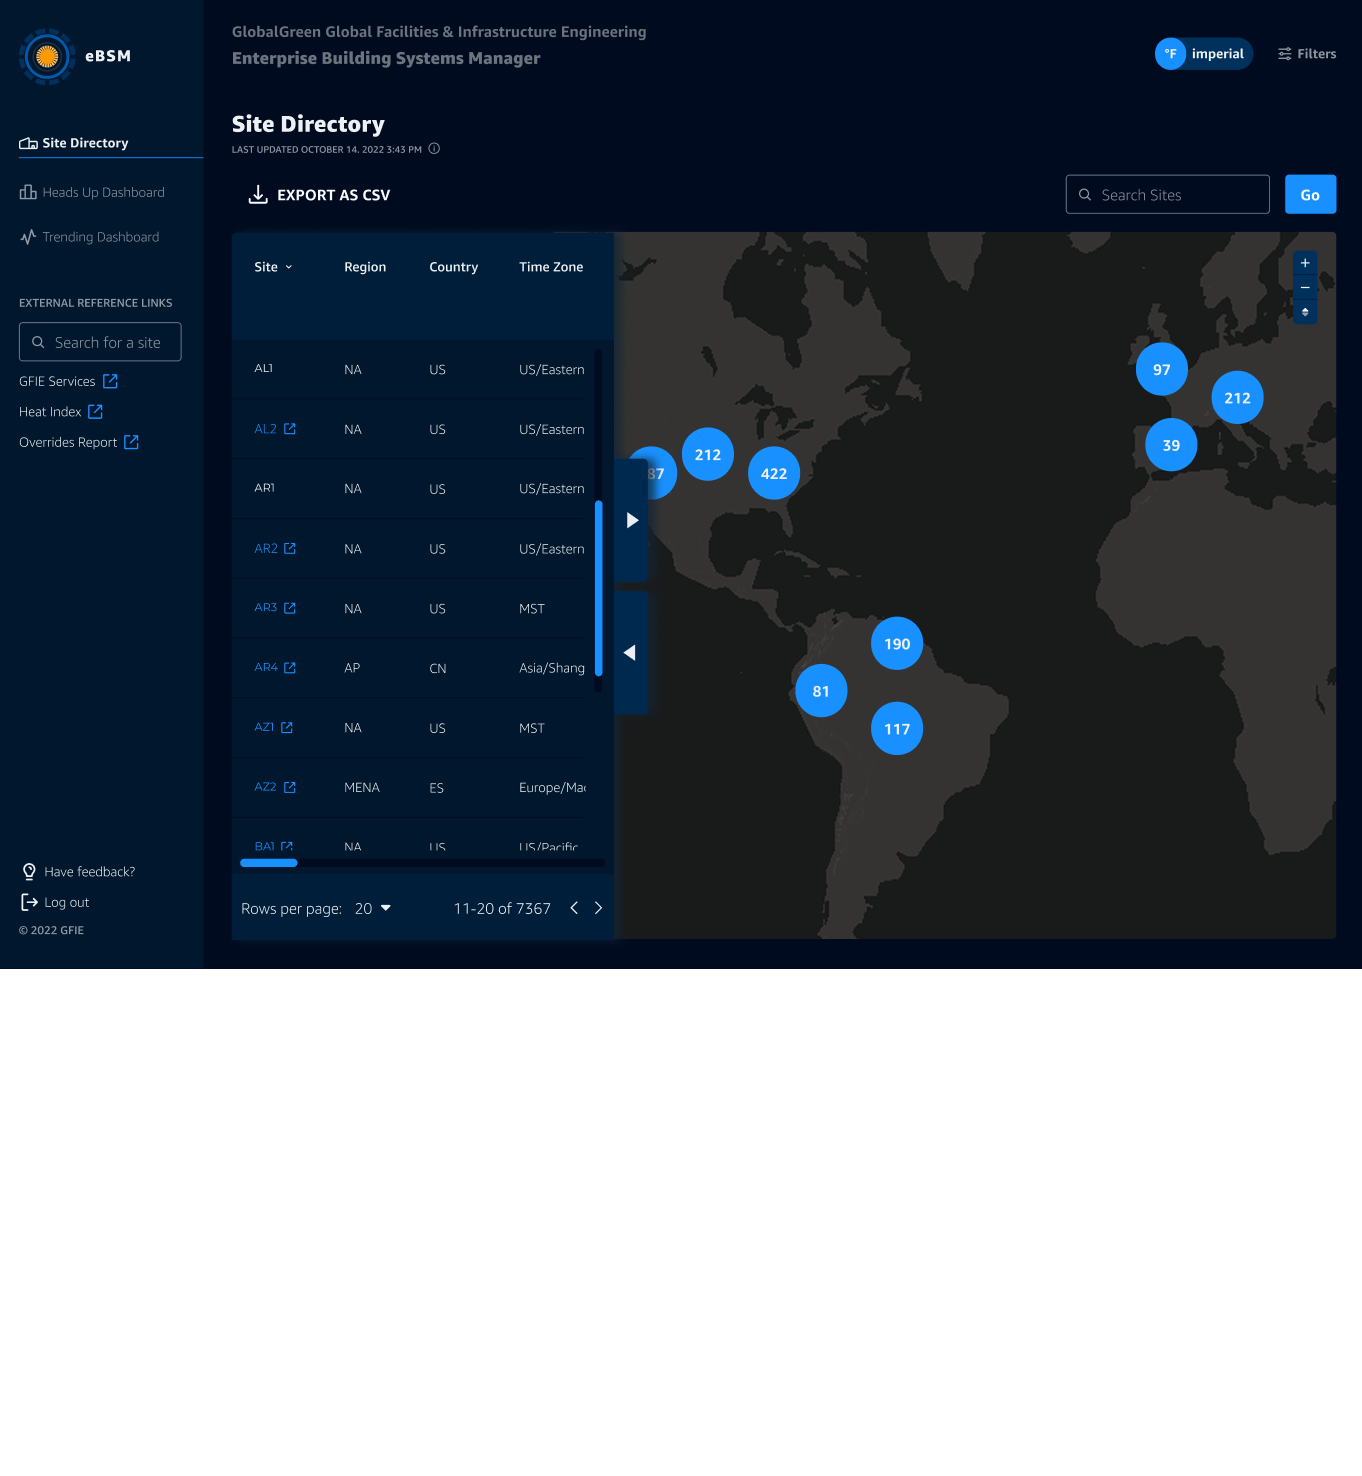 eBSM
GlobalGreen Global Facilities & Infrastructure Engineering
Enterprise Building Systems Manager
°F imperial
Filters
Site Directory
Heads Up Dashboard
Trending Dashboard
EXTERNAL REFERENCE LINKS
Search for a site
GFIE Services
Heat Index
Overrides Report
Have feedback?
Log out
© 2022 GFIE
Site Directory
LAST UPDATED OCTOBER 14. 2022 3:43 PM
EXPORT AS CSV
Search Sites
Go
Site Region Country Time Zone
AL1 NA US US/Eastern
AL2 NA US US/Eastern
AR1 NA US US/Eastern
AR2 NA US US/Eastern
AR3 NA US MST
AR4 AP CN Asia/Shang
AZ1 NA US MST
AZ2 MENA ES Europe/Mad
BA1 NA US US/Pacific
Rows per page: 20
11-20 of 7367
+
−
97
212
39
87
212
422
190
81
117